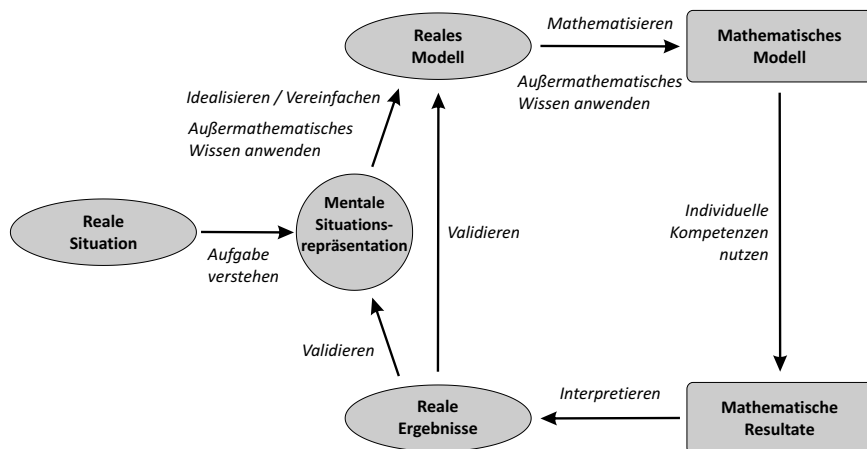 Reales
Modell
Mathematisieren
Mathematisches
Modell
Außermathematisches
Wissen anwenden
Idealisieren / Vereinfachen
Außermathematisches
Wissen anwenden
Mentale
Situations-
repräsentation
Reale
Situation
Aufgabe
verstehen
Validieren
Individuelle
Kompetenzen
nutzen
Validieren
Interpretieren
Reale
Ergebnisse
Mathematische
Resultate